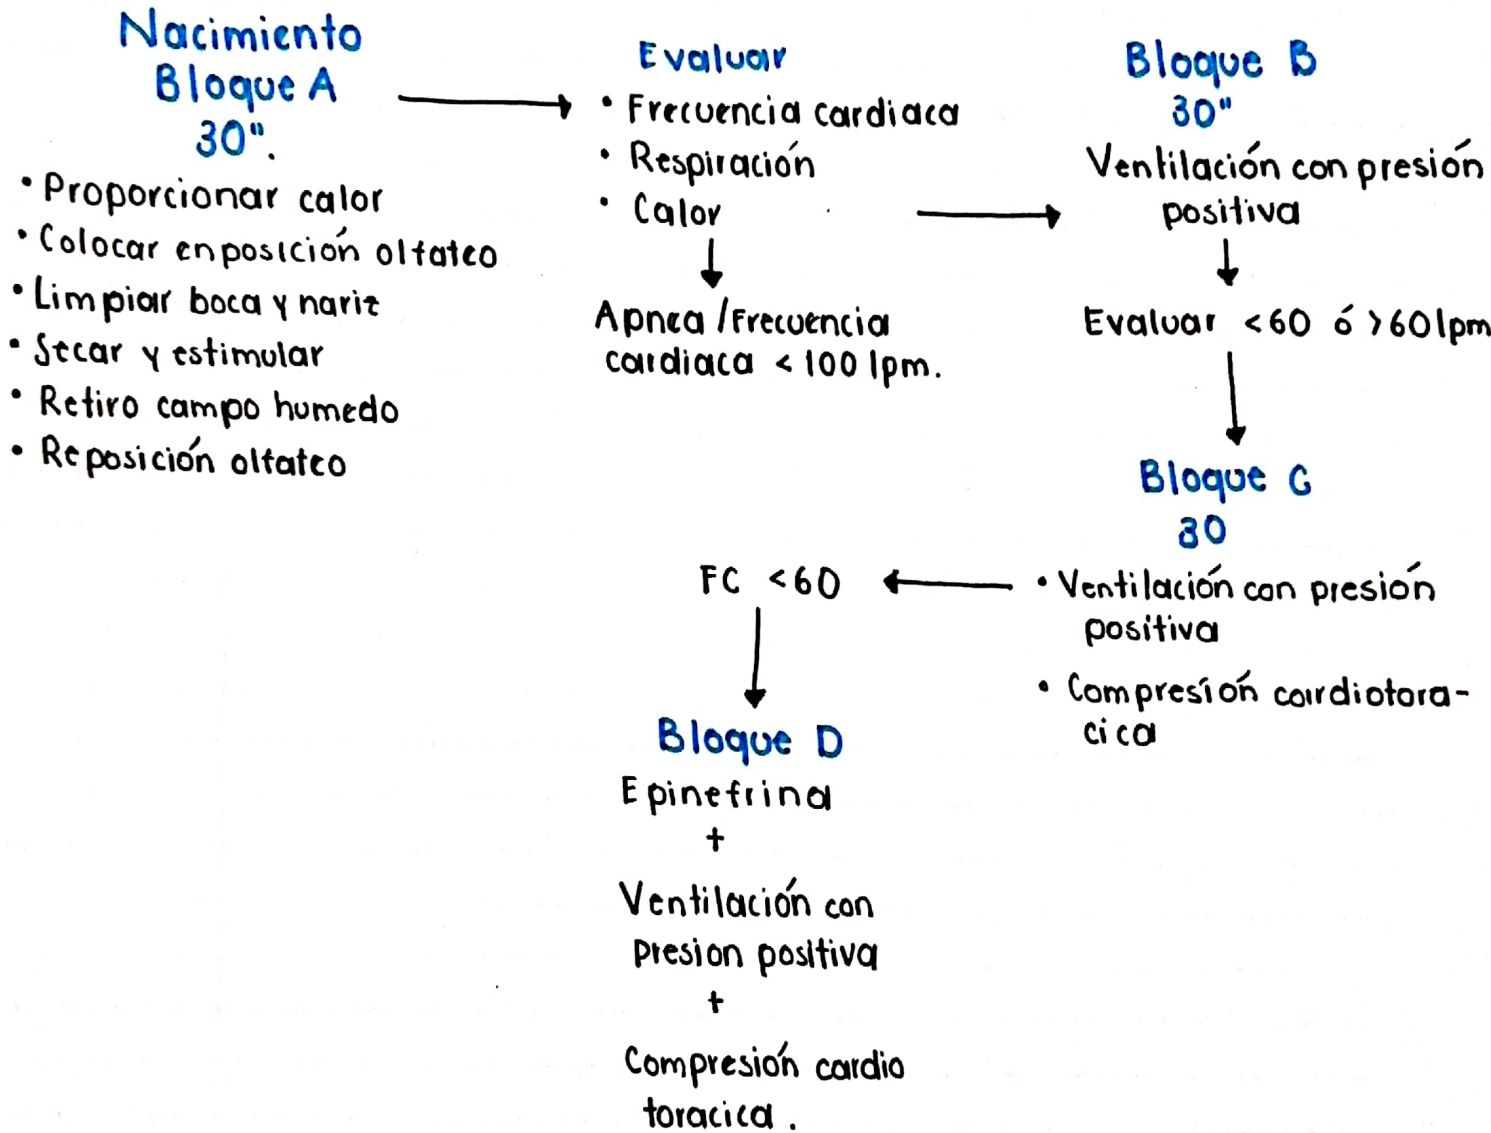 Nacimiento
Bloque A
30".
• Proporcionar calor
• Colocar en posición olfateo
• Limpiar boca y nariz
• Secar y estimular
• Retiro campo humedo
• Reposición olfateo
Evaluar
• Frecuencia cardiaca
• Respiración
• Calor
Apnea / Frecuencia
cardiaca < 100 lpm.
Bloque B
30"
Ventilación con presión
positiva
Evaluar <60 ó >60 lpm
Bloque C
30
• Ventilación con presión
positiva
• Compresión cardiotora-
cica
FC <60
Bloque D
Epinefrina
+
Ventilación con
presion positiva
+
Compresión cardio
toracica.